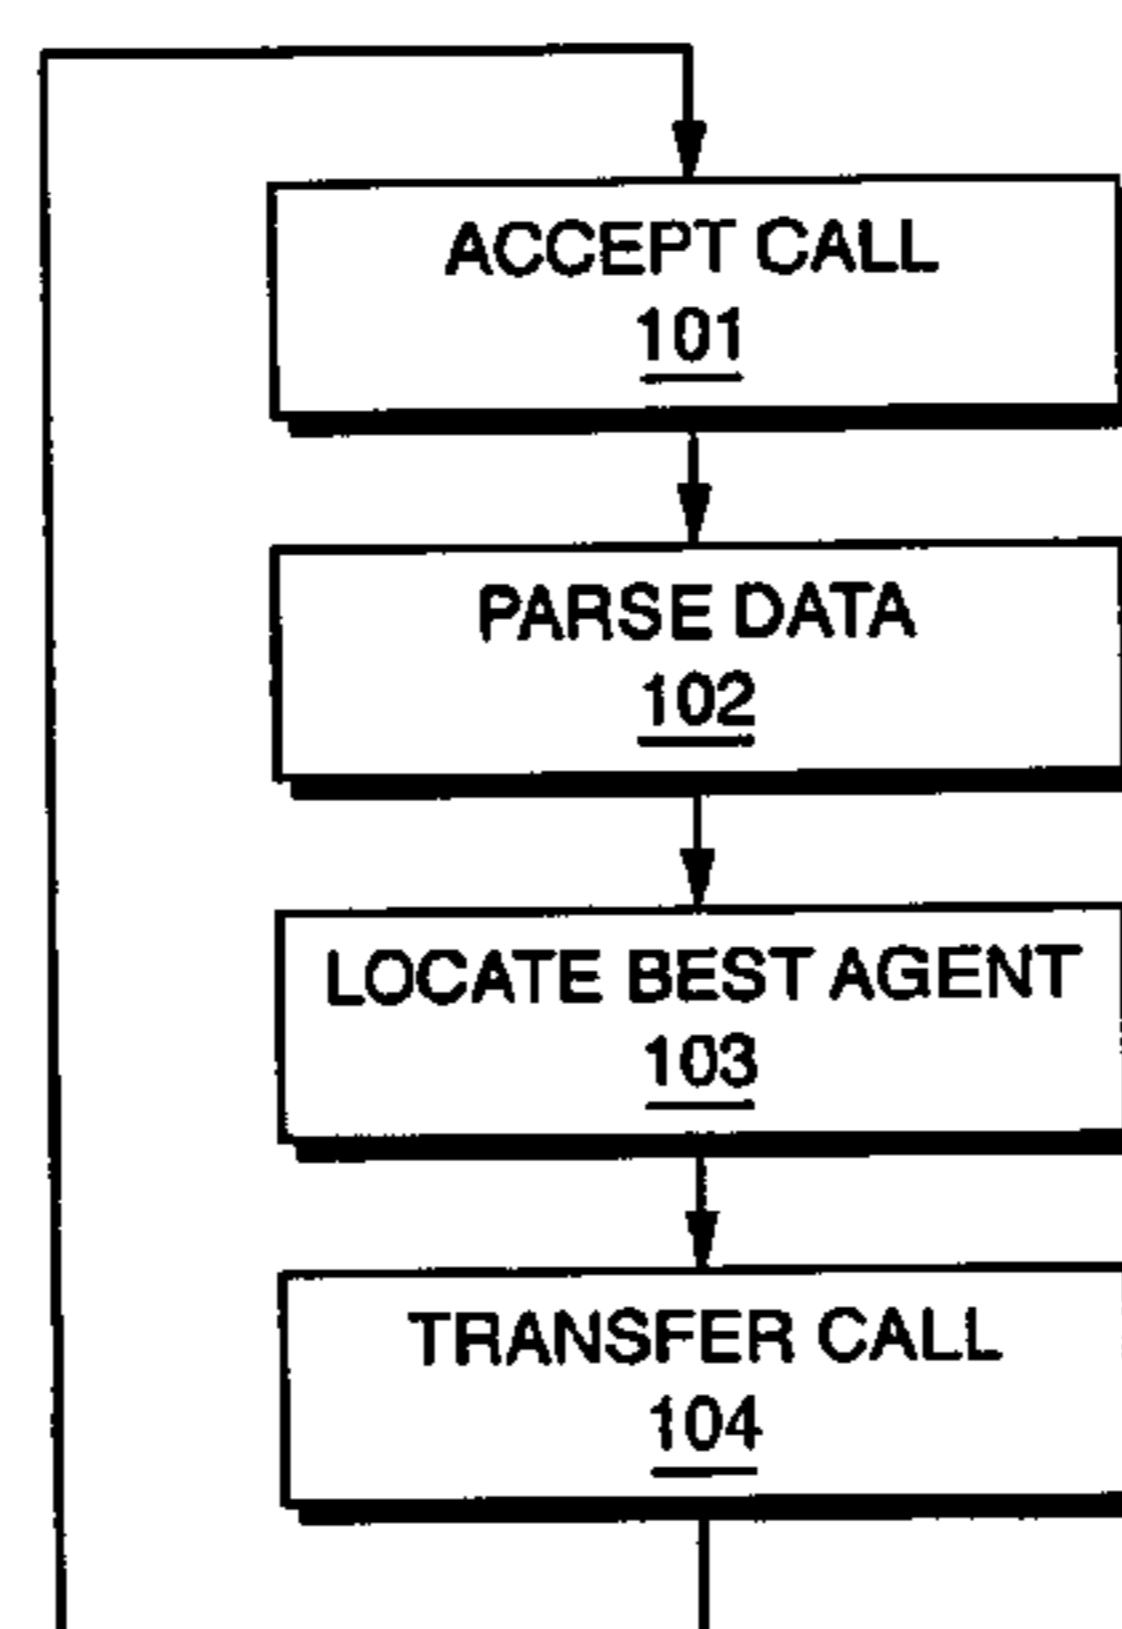 ACCEPT CALL
101
PARSE DATA
102
LOCATE BEST AGENT
103
TRANSFER CALL
104